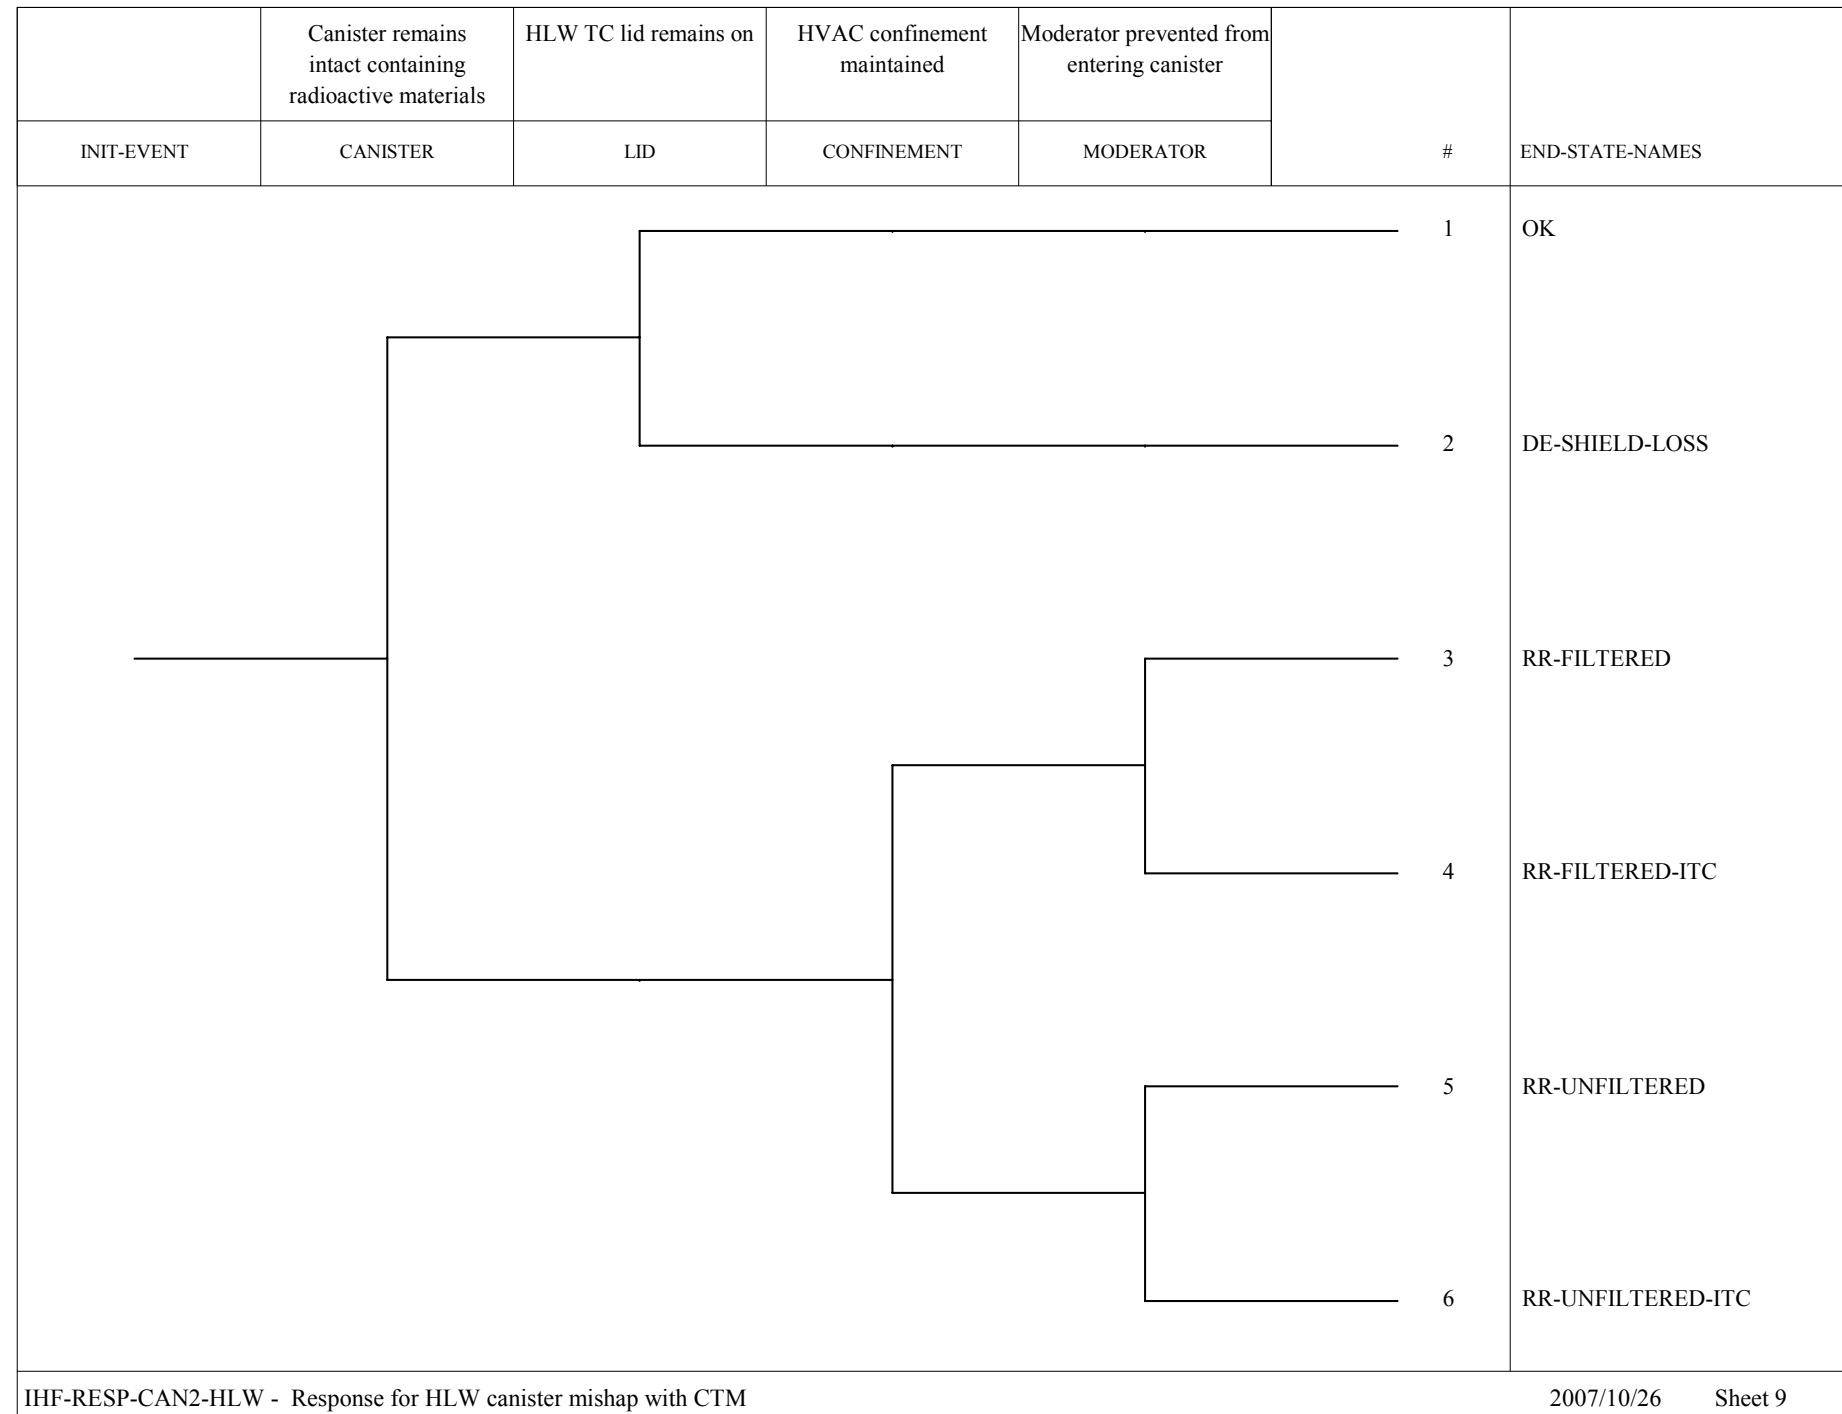 Canister remains
intact containing
radioactive materials
HLW TC lid remains on
HVAC confinement
maintained
Moderator prevented from
entering canister
INIT-EVENT
CANISTER
LID
CONFINEMENT
MODERATOR
#
END-STATE-NAMES
1 OK
2 DE-SHIELD-LOSS
3 RR-FILTERED
4 RR-FILTERED-ITC
5 RR-UNFILTERED
6 RR-UNFILTERED-ITC
IHF-RESP-CAN2-HLW - Response for HLW canister mishap with CTM
2007/10/26 Sheet 9